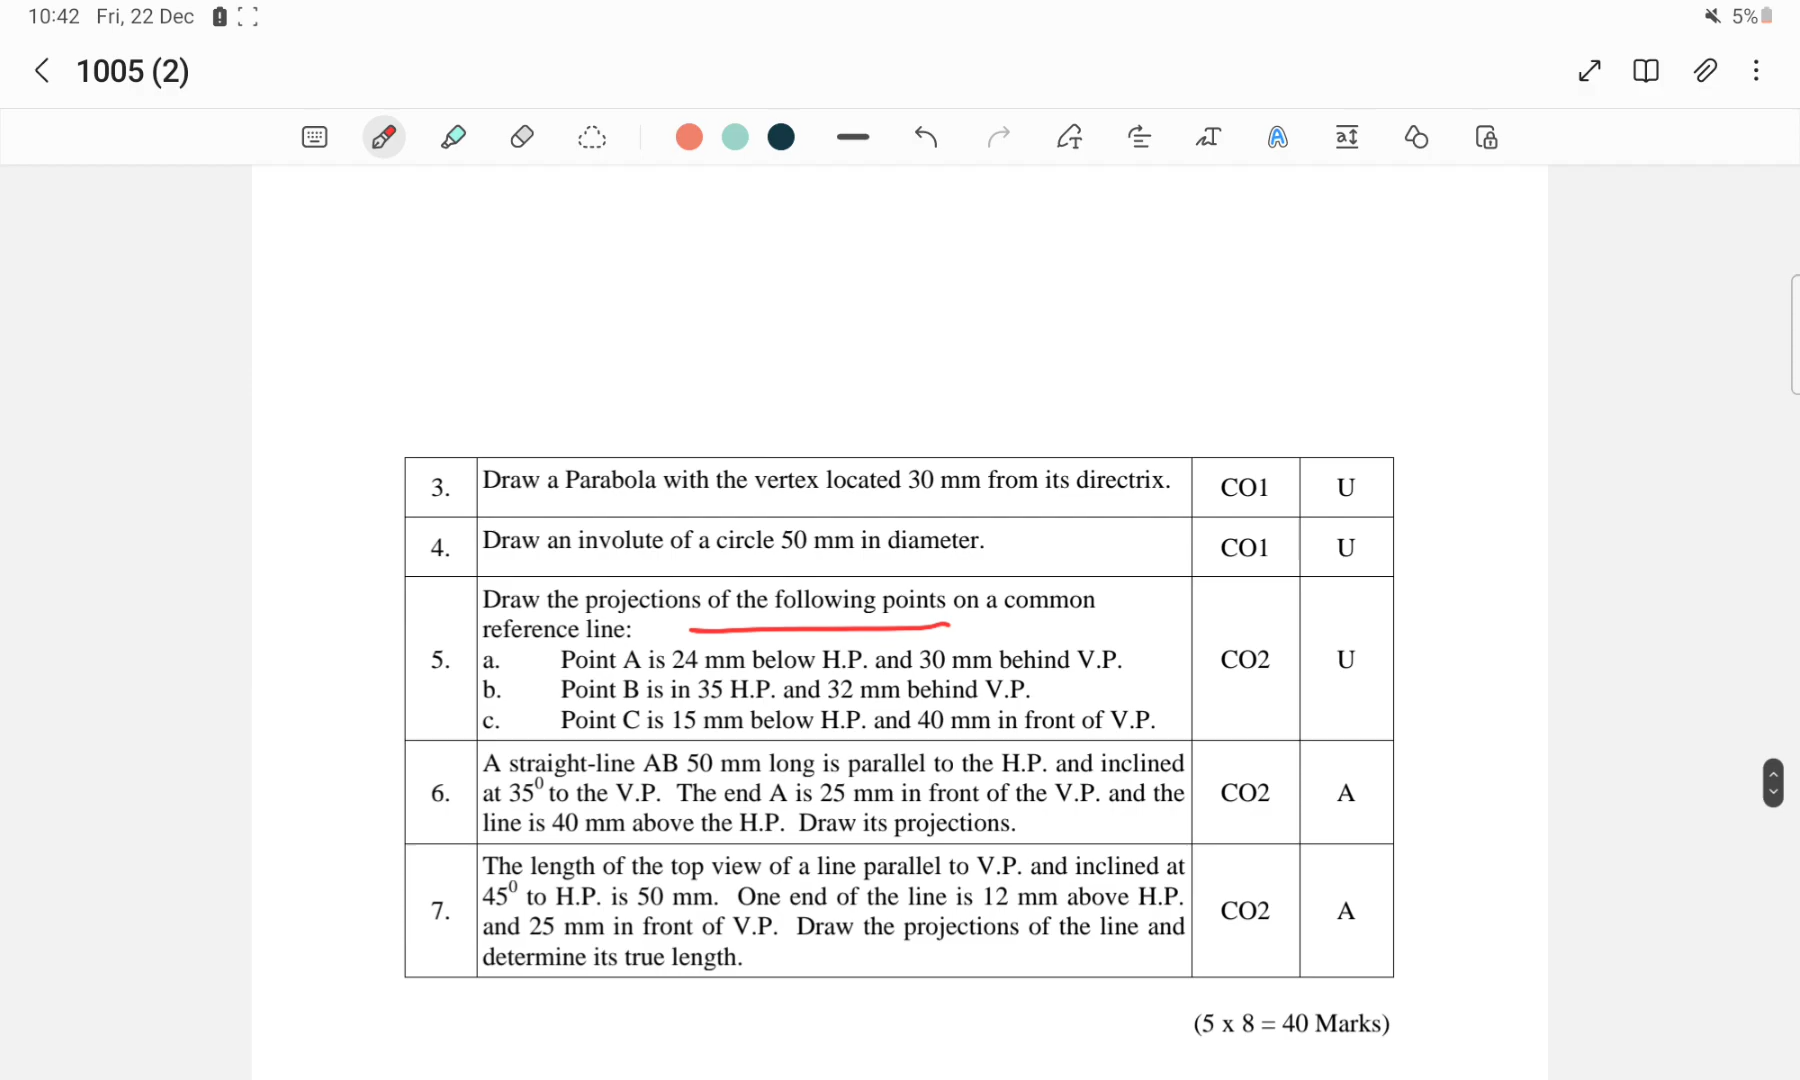 10:42 Fri, 22 Dec
5%
1005 (2)
3. Draw a Parabola with the vertex located 30 mm from its directrix. CO1 U
4. Draw an involute of a circle 50 mm in diameter. CO1 U
Draw the projections of the following points on a common
reference line:
5. a. Point A is 24 mm below H.P. and 30 mm behind V.P. CO2 U
b. Point B is in 35 H.P. and 32 mm behind V.P.
c. Point C is 15 mm below H.P. and 40 mm in front of V.P.
A straight-line AB 50 mm long is parallel to the H.P. and inclined
6. at 35⁰ to the V.P. The end A is 25 mm in front of the V.P. and the CO2 A
line is 40 mm above the H.P. Draw its projections.
The length of the top view of a line parallel to V.P. and inclined at
45⁰ to H.P. is 50 mm. One end of the line is 12 mm above H.P.
7. and 25 mm in front of V.P. Draw the projections of the line and CO2 A
determine its true length.
(5 x 8 = 40 Marks)